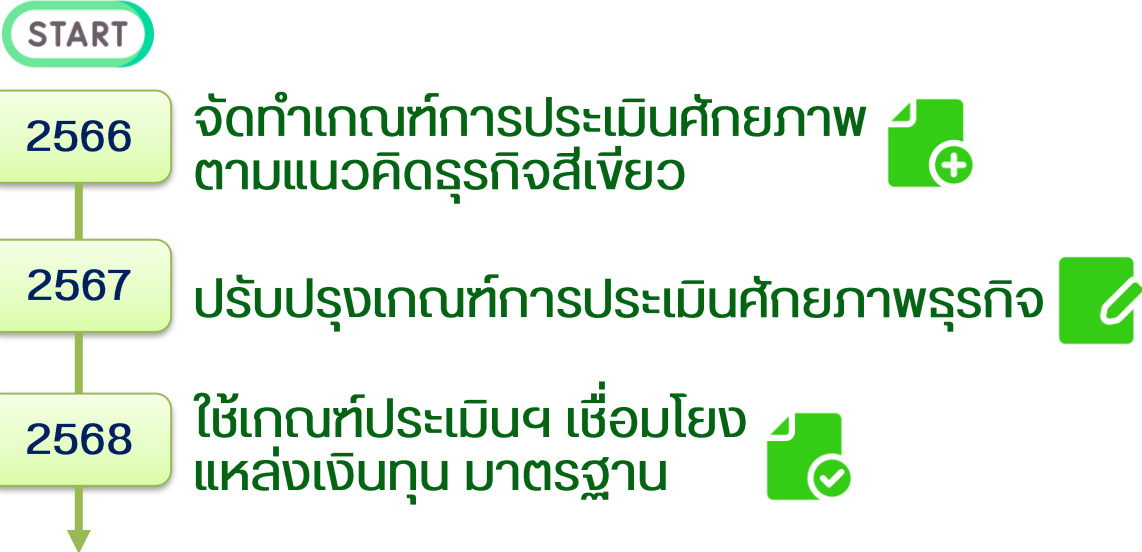 START
2566
จัดทำเกณฑ์การประเมินศักยภาพ
ตามแนวคิดธุรกิจสีเขียว
2567
ปรับปรุงเกณฑ์การประเมินศักยภาพธุรกิจ
2568
ใช้เกณฑ์ประเมินฯ เชื่อมโยง
แหล่งเงินทุน มาตรฐาน